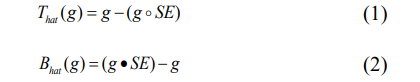 T_hat (g) = g − (g ∘ SE) (1)
B_hat (g) = (g • SE) − g (2)